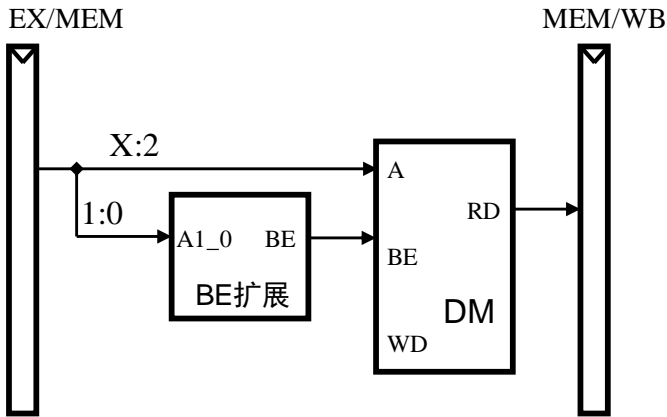 EX/MEM
MEM/WB
X:2
A
1:0
RD
A1_0
BE
BE
BE扩展
DM
WD